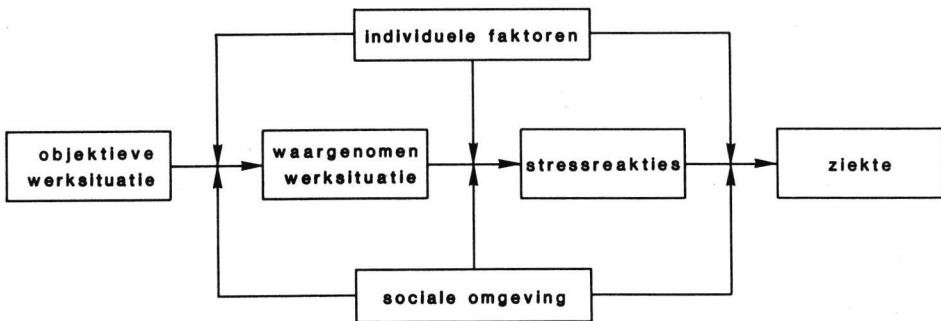 individuele faktoren
objektieve
werksituatie
waargenomen
werksituatie
stressreakties
ziekte
sociale omgeving